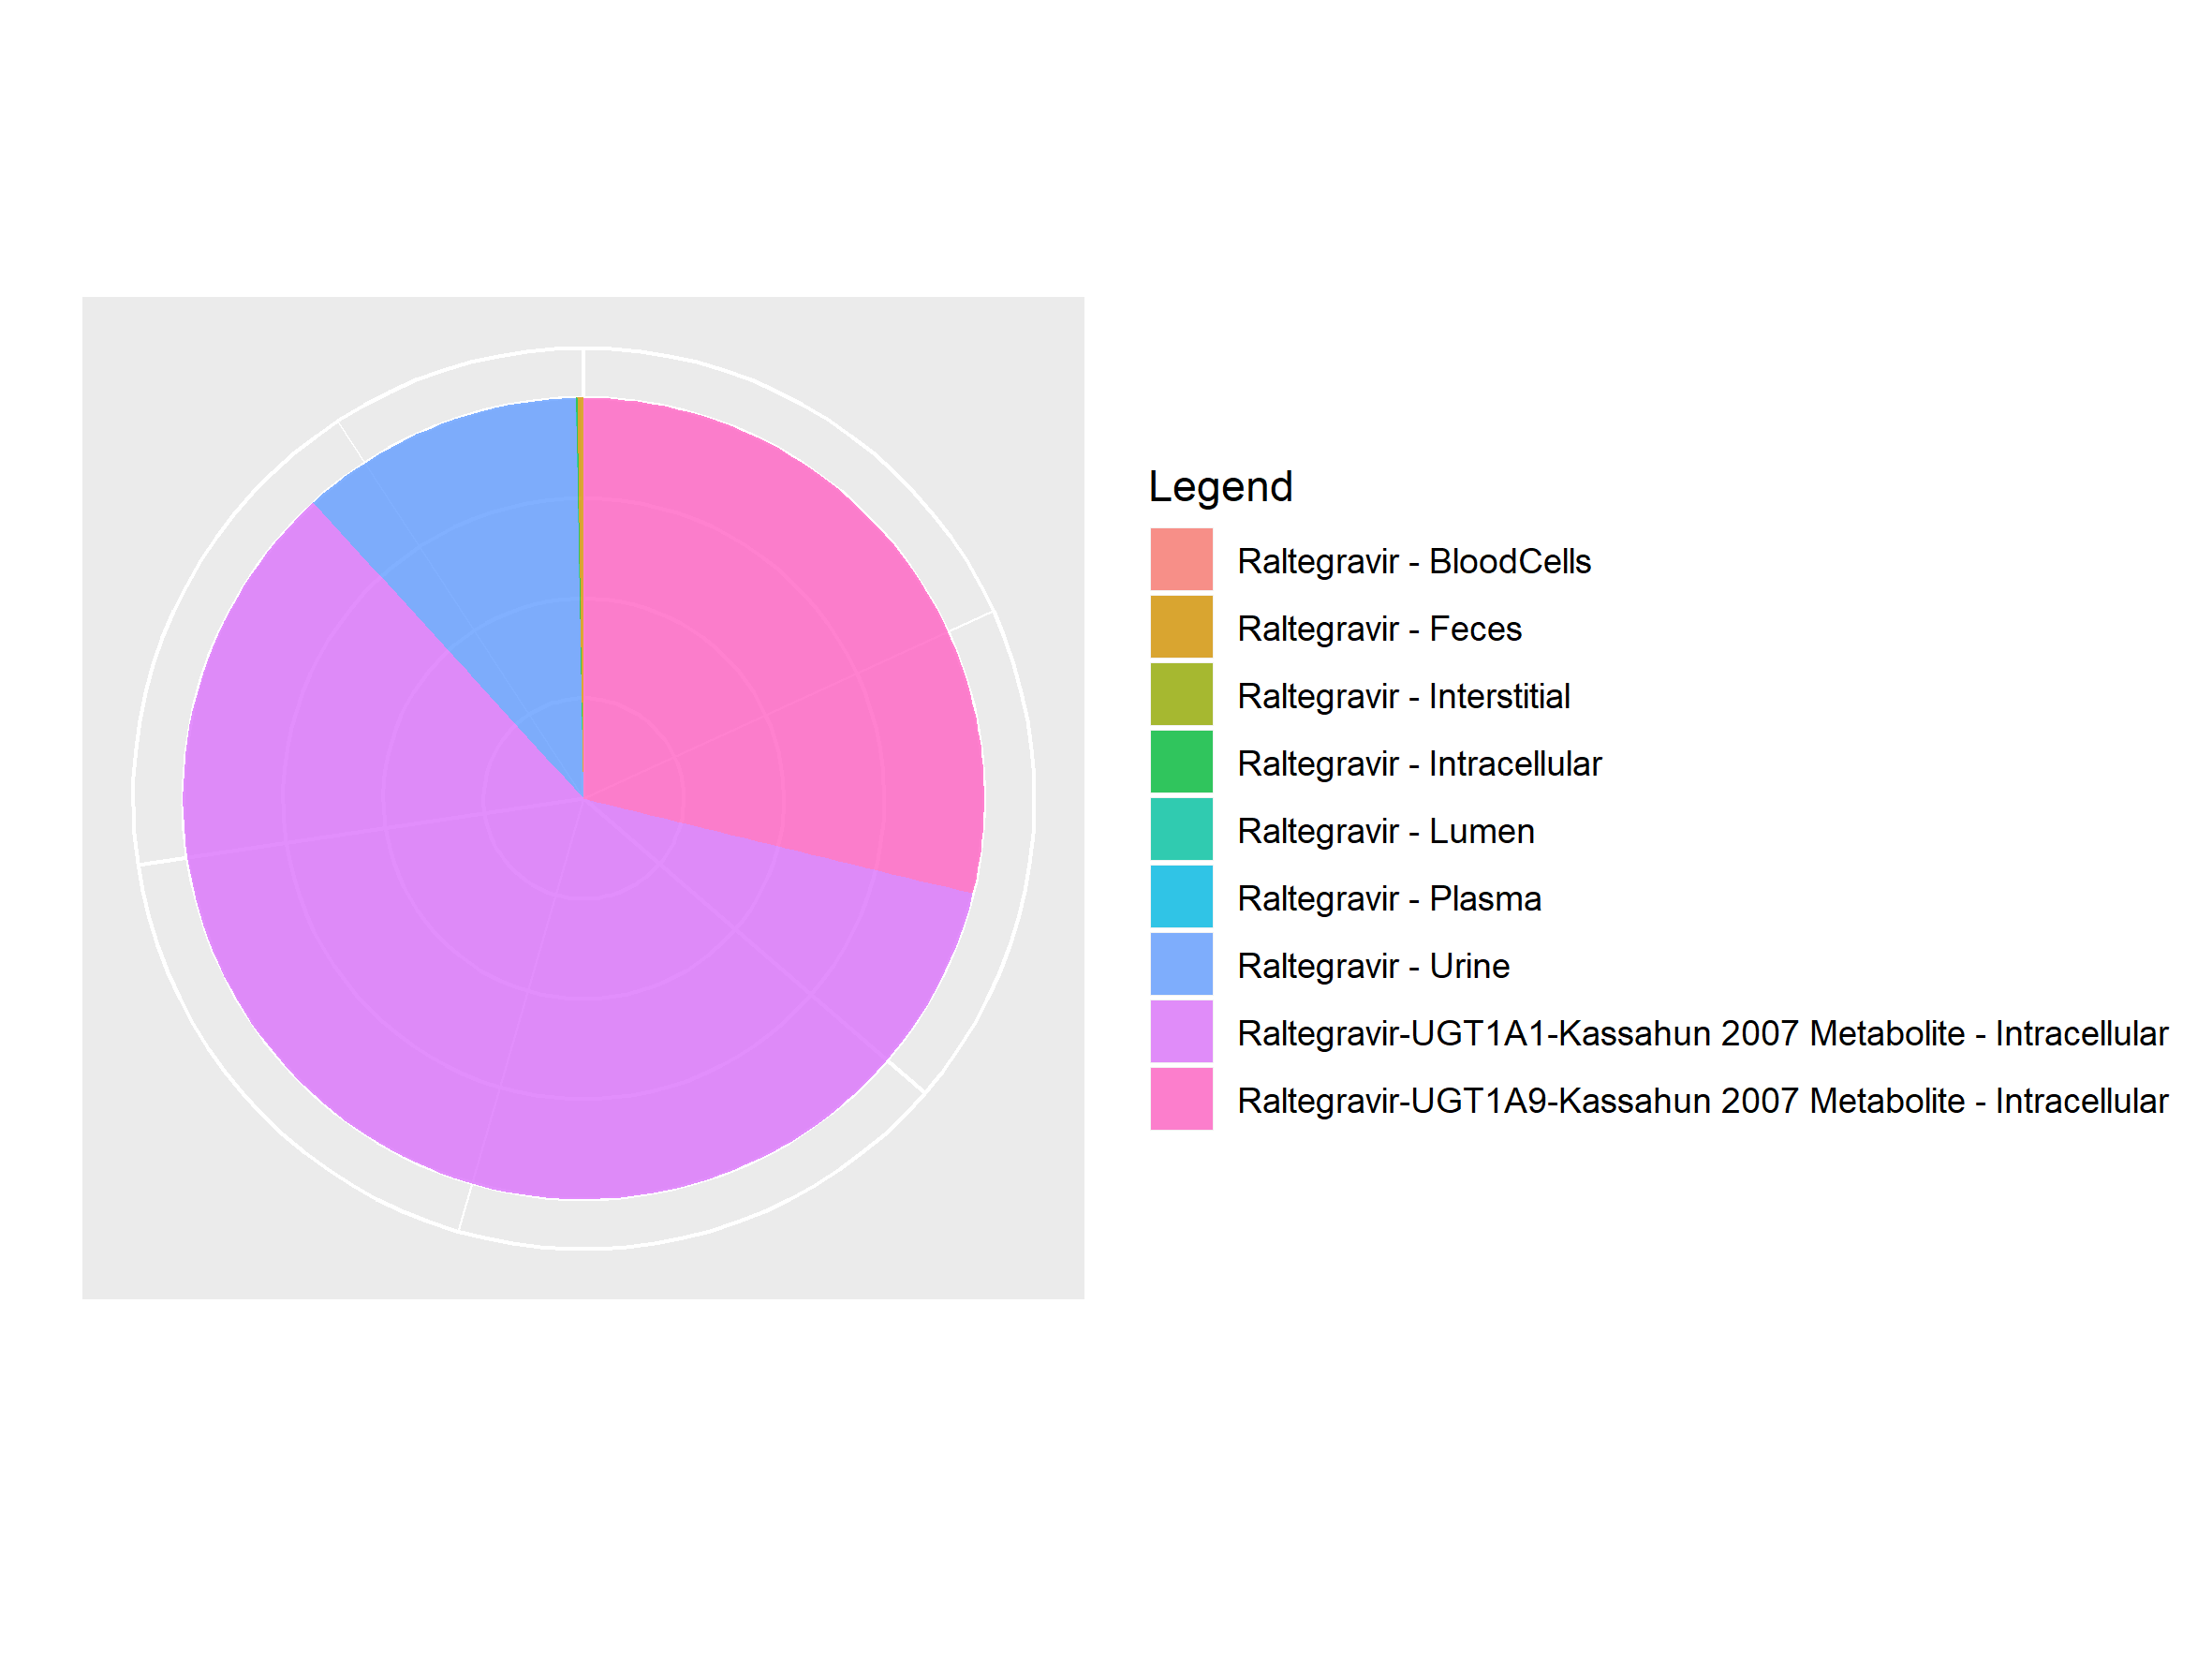 Legend
Raltegravir - BloodCells
Raltegravir - Feces
Raltegravir - Interstitial
Raltegravir - Intracellular
Raltegravir - Lumen
Raltegravir - Plasma
Raltegravir - Urine
Raltegravir-UGT1A1-Kassahun 2007 Metabolite - Intracellular
Raltegravir-UGT1A9-Kassahun 2007 Metabolite - Intracellular